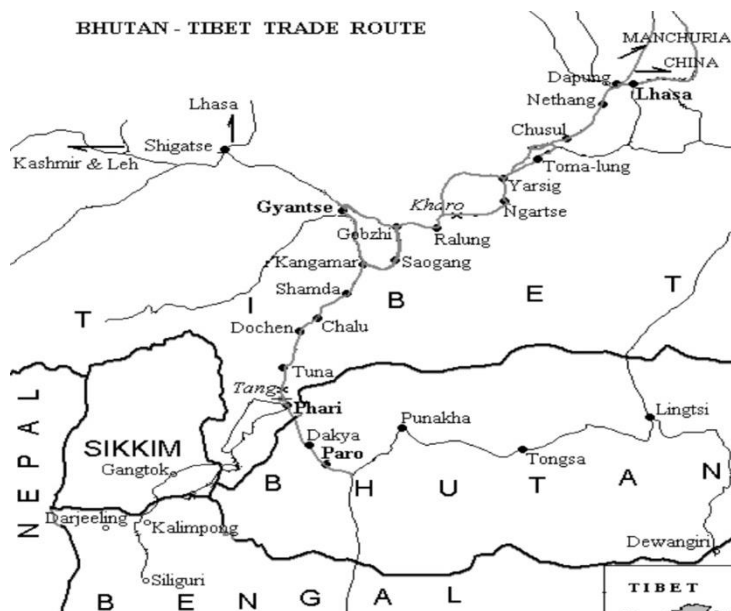 BHUTAN - TIBET TRADE ROUTE
MANCHURIA
CHINA
Dapung
Lhasa
Nethang
Lhasa
Chusul
Shigatse
Toma-lung
Kashmir & Leh
Yarsig
Kharo
Gyantse
Ngartse
Gobzhi
Ralung
Kangamar
Saogang
Shamda
T I B E T
Chalu
Dochen
Tuna
Tang
Phari
Lingtsi
Punakha
Dakya
SIKKIM
Paro
Tongsa
Gangtok
B H U T A N
NEPAL
Darjeeling
Kalimpong
Dewangiri
Siliguri
TIBET
B E N G A L